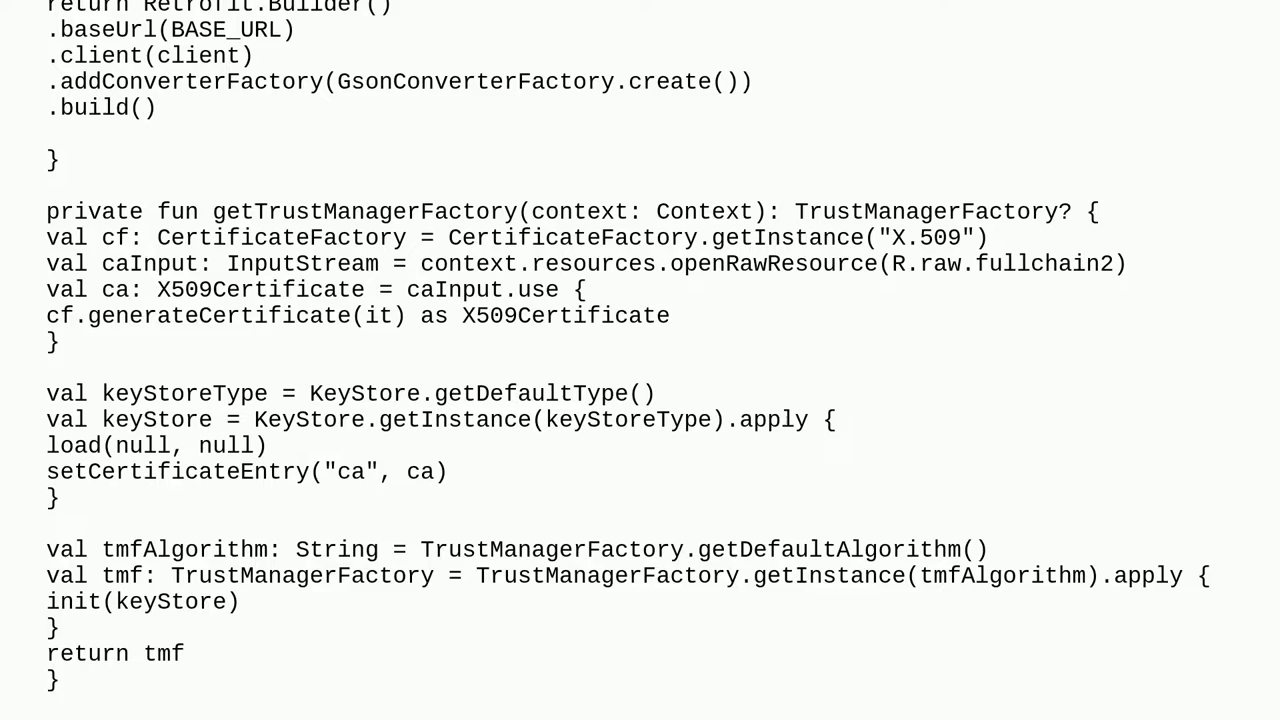 return Retrofit.Builder()
.baseUrl(BASE_URL)
.client(client)
.addConverterFactory(GsonConverterFactory.create())
.build()
}
private fun getTrustManagerFactory(context: Context): TrustManagerFactory? {
val cf: CertificateFactory = CertificateFactory.getInstance("X.509")
val caInput: InputStream = context.resources.openRawResource(R.raw.fullchain2)
val ca: X509Certificate = caInput.use {
cf.generateCertificate(it) as X509Certificate
}
val keyStoreType = KeyStore.getDefaultType()
val keyStore = KeyStore.getInstance(keyStoreType).apply {
load(null, null)
setCertificateEntry("ca", ca)
}
val tmfAlgorithm: String = TrustManagerFactory.getDefaultAlgorithm()
val tmf: TrustManagerFactory = TrustManagerFactory.getInstance(tmfAlgorithm).apply {
init(keyStore)
}
return tmf
}